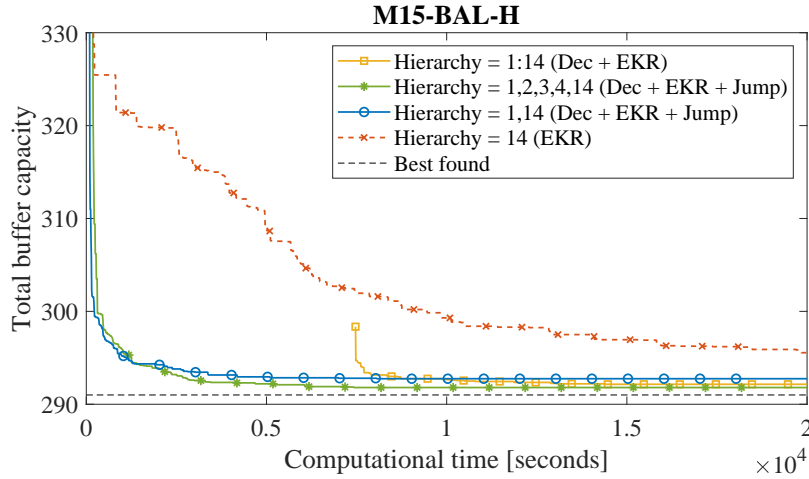 M15-BAL-H
330
320
310
300
290
Total buffer capacity
Hierarchy = 1:14 (Dec + EKR)
Hierarchy = 1,2,3,4,14 (Dec + EKR + Jump)
Hierarchy = 1,14 (Dec + EKR + Jump)
Hierarchy = 14 (EKR)
Best found
0 0.5 1 1.5 2
Computational time [seconds]
×10⁴